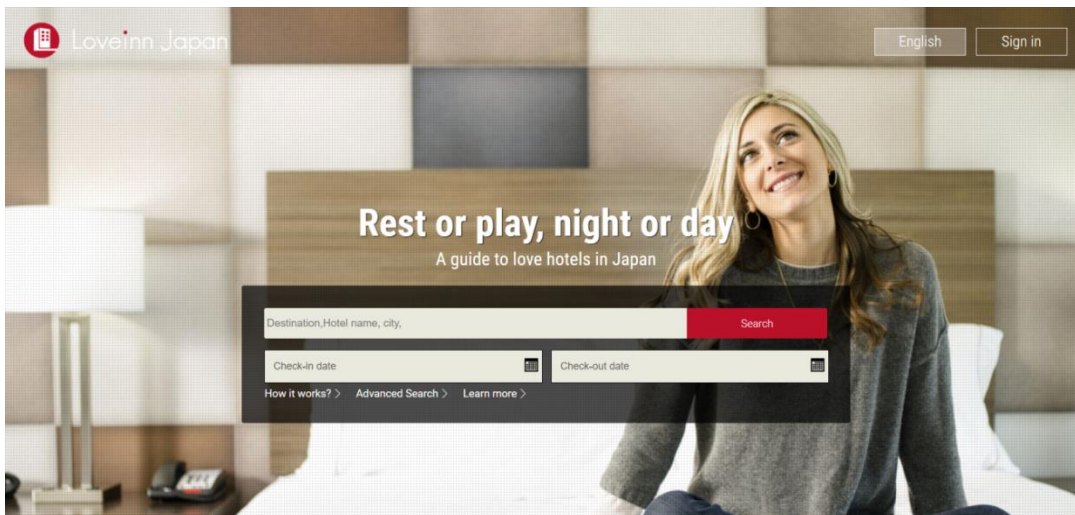 Loveinn Japan
English
Sign in
Rest or play, night or day
A guide to love hotels in Japan
Destination,Hotel name, city,
Search
Check-in date
Check-out date
How it works? >
Advanced Search >
Learn more >